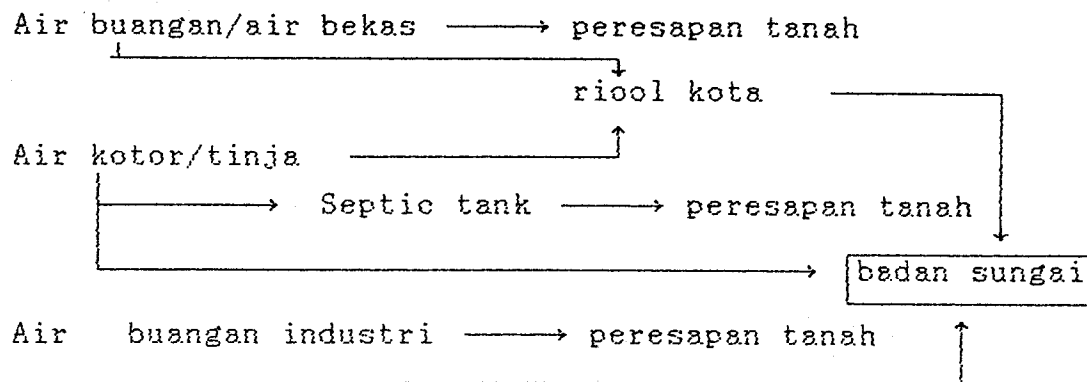 Air buangan/air bekas peresapan tanah
riool kota
Air kotor/tinja
Septic tank peresapan tanah
badan sungai
Air buangan industri peresapan tanah